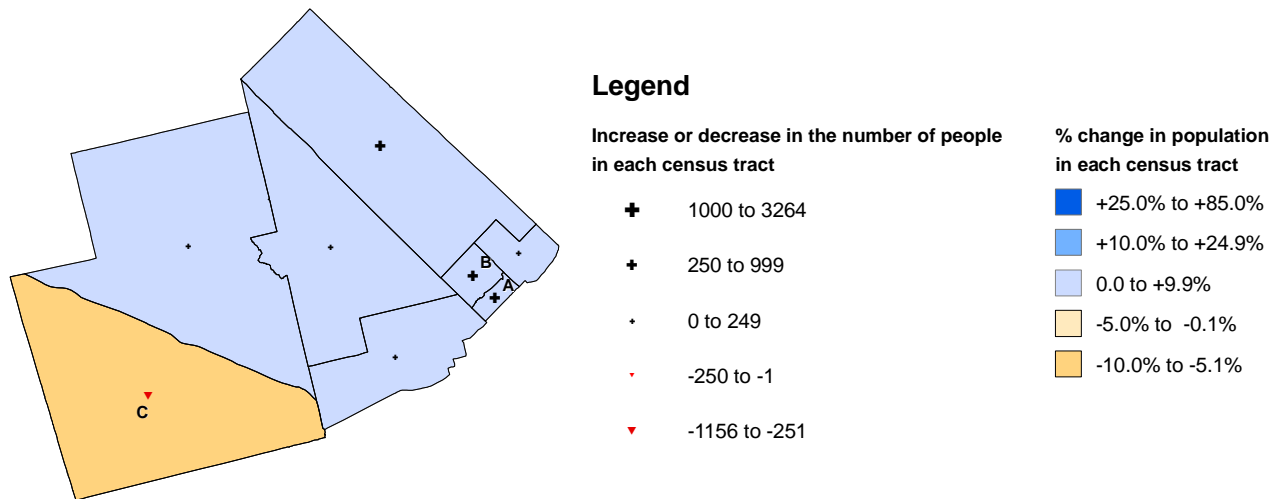 B
A
C
Legend
Increase or decrease in the number of people
in each census tract
1000 to 3264
250 to 999
0 to 249
-250 to -1
-1156 to -251
% change in population
in each census tract
+25.0% to +85.0%
+10.0% to +24.9%
0.0 to +9.9%
-5.0% to -0.1%
-10.0% to -5.1%